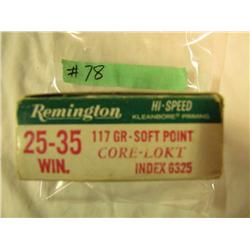 # 78
Remington
HI-SPEED
KLEANBORE PRIMING
25-35
WIN.
117 GR-SOFT POINT
CORE-LOKT
INDEX 6325